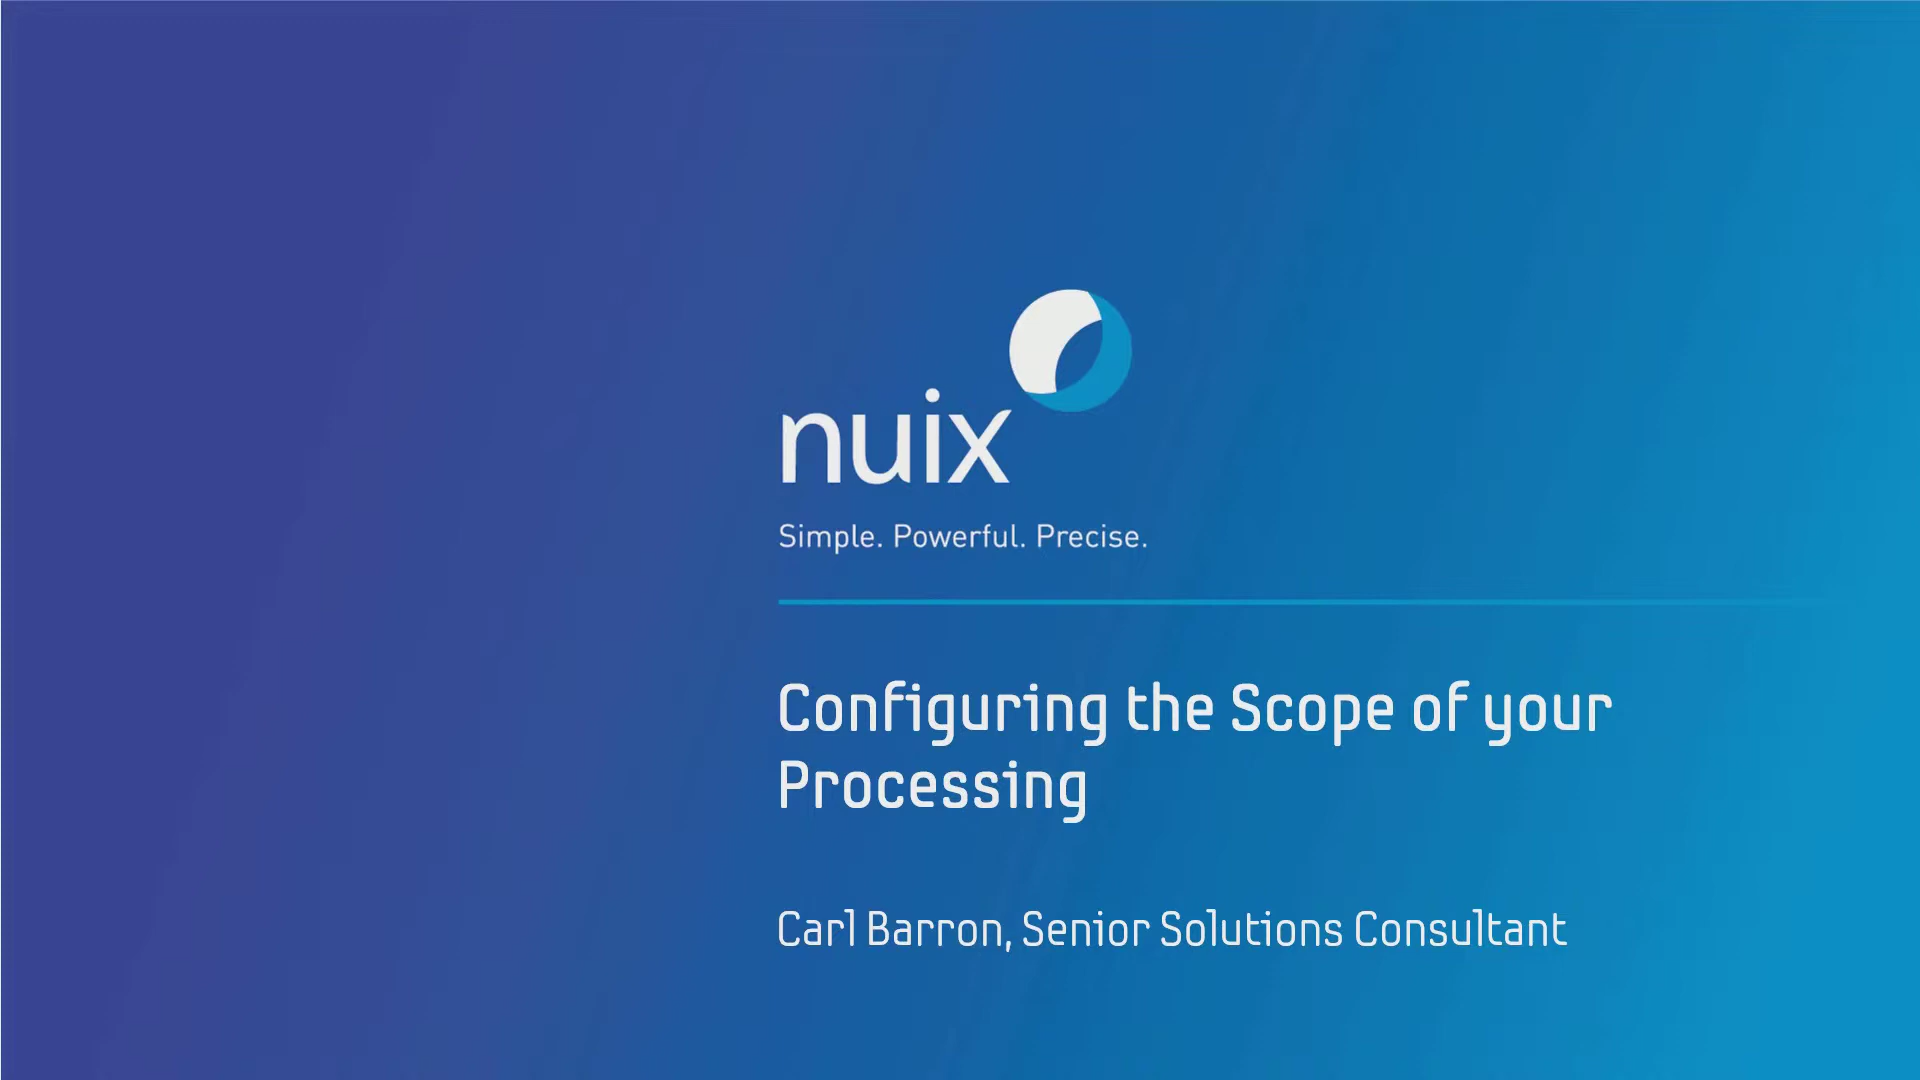 nuix
Simple. Powerful. Precise.
Configuring the Scope of your
Processing
Carl Barron, Senior Solutions Consultant